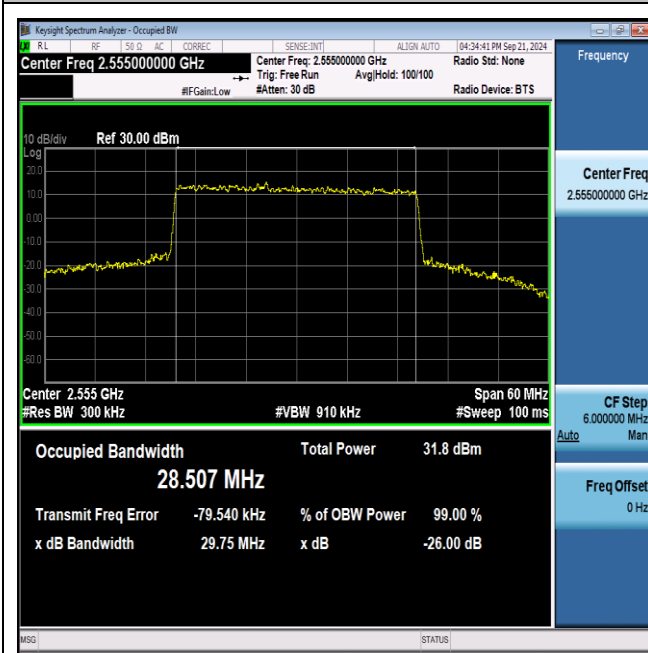 Keysight Spectrum Analyzer - Occupied BW
RL RF 50 Ω AC CORREC SENSE:INT ALIGN AUTO 04:34:41 PM Sep 21, 2024
Center Freq 2.555000000 GHz
Center Freq: 2.555000000 GHz
Radio Std: None
Trig: Free Run Avg|Hold: 100/100
#IFGain:Low #Atten: 30 dB Radio Device: BTS
10 dB/div Ref 30.00 dBm
Log
20.0
10.0
0.00
-10.0
-20.0
-30.0
-40.0
-50.0
-60.0
Center 2.555 GHz Span 60 MHz
#Res BW 300 kHz #VBW 910 kHz #Sweep 100 ms
Occupied Bandwidth Total Power 31.8 dBm
28.507 MHz
Transmit Freq Error -79.540 kHz % of OBW Power 99.00 %
x dB Bandwidth 29.75 MHz x dB -26.00 dB
MSG STATUS
Frequency
Center Freq
2.555000000 GHz
CF Step
6.000000 MHz
Auto Man
Freq Offset
0 Hz